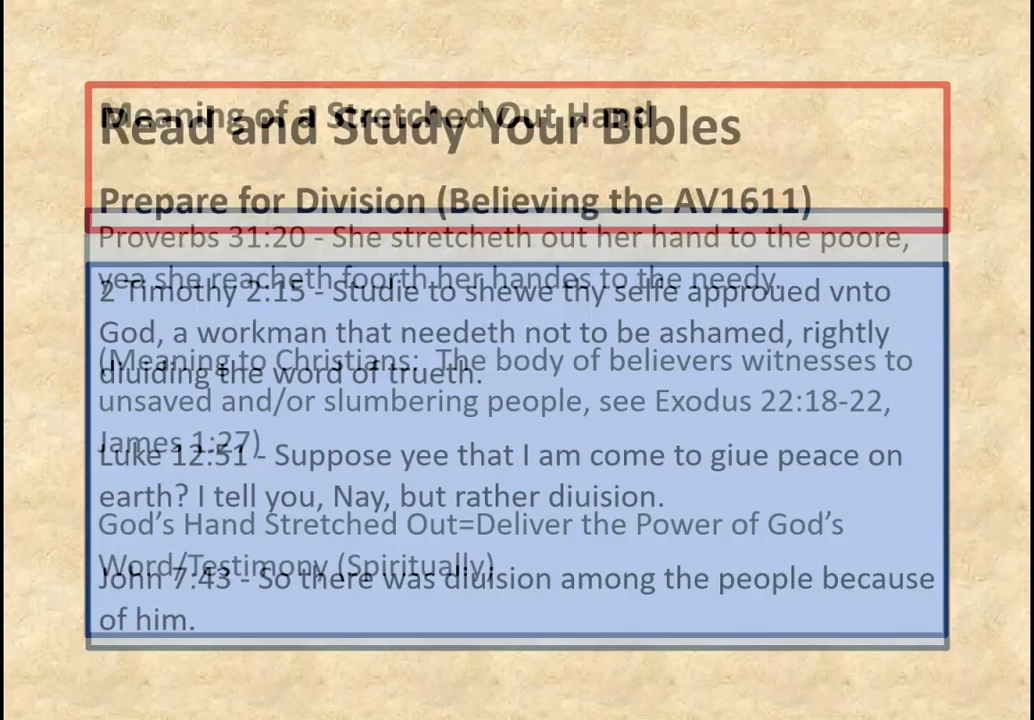 Meaning of a Stretched Out Hand
Read and Study Your Bibles
Prepare for Division (Believing the AV1611)
Proverbs 31:20 - She stretcheth out her hand to the poore,
yea she reacheth foorth her handes to the needy.
2 Timothy 2:15 - Studie to shewe thy selfe approued vnto
God, a workman that needeth not to be ashamed, rightly
(Meaning to Christians: The body of believers witnesses to
diuiding the word of trueth.
unsaved and/or slumbering people, see Exodus 22:18-22,
James 1:27)
Luke 12:51 - Suppose yee that I am come to giue peace on
earth? I tell you, Nay, but rather diuision.
God’s Hand Stretched Out=Deliver the Power of God’s
Word/Testimony (Spiritually)
John 7:43 - So there was diuision among the people because
of him.